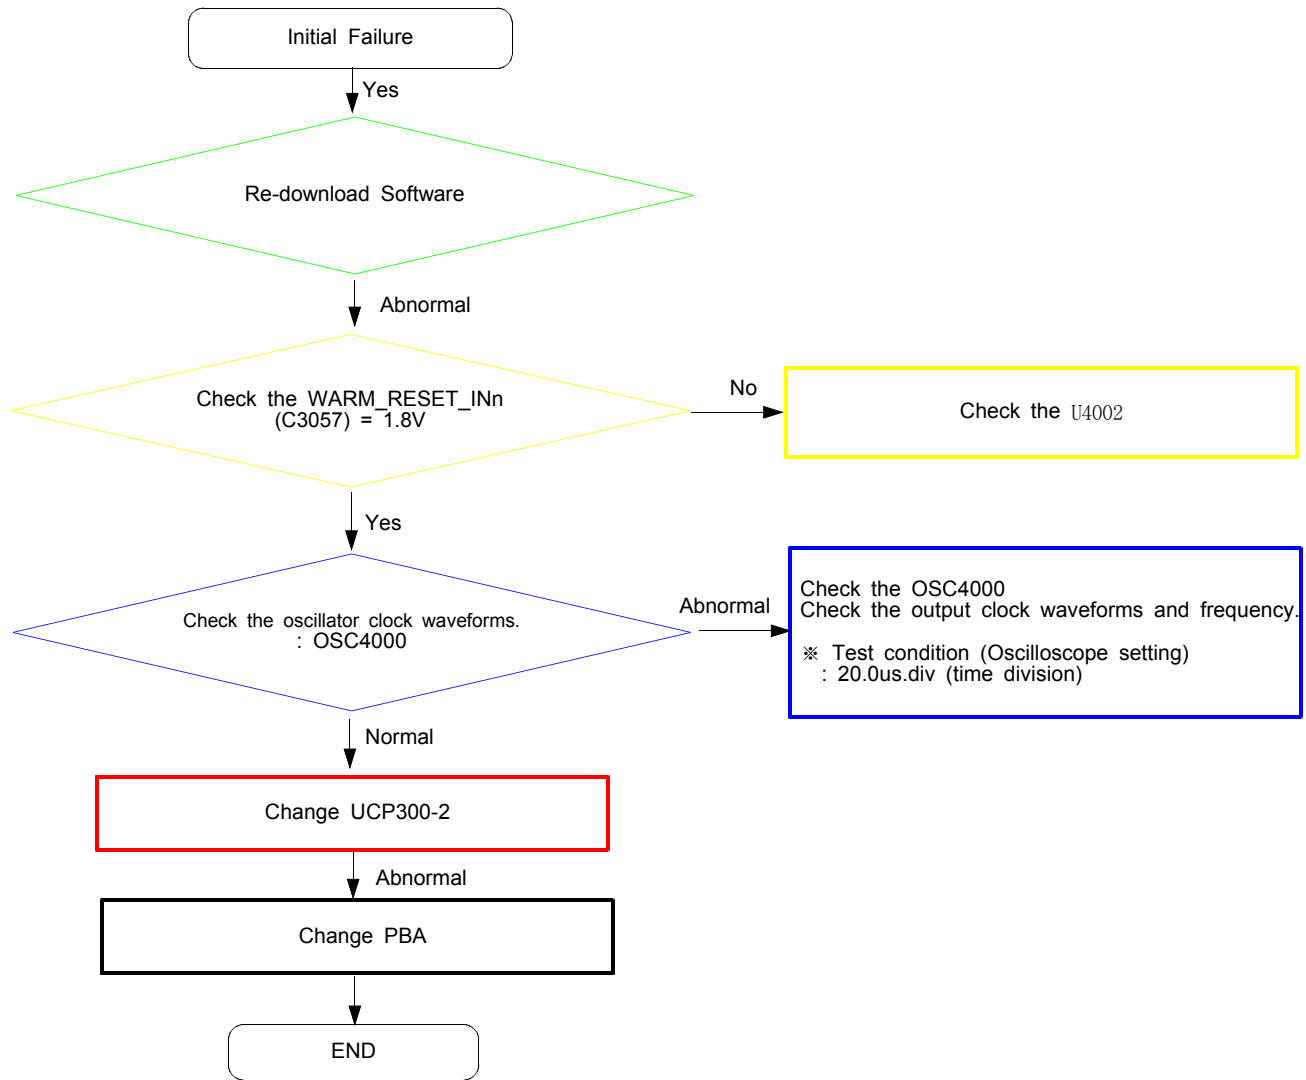 Initial Failure
Yes
Re-download Software
Abnormal
Check the WARM_RESET_INn
(C3057) = 1.8V
No
Check the U4002
Yes
Check the oscillator clock waveforms.
: OSC4000
Abnormal
Check the OSC4000
Check the output clock waveforms and frequency.
※ Test condition (Oscilloscope setting)
: 20.0us.div (time division)
Normal
Change UCP300-2
Abnormal
Change PBA
END